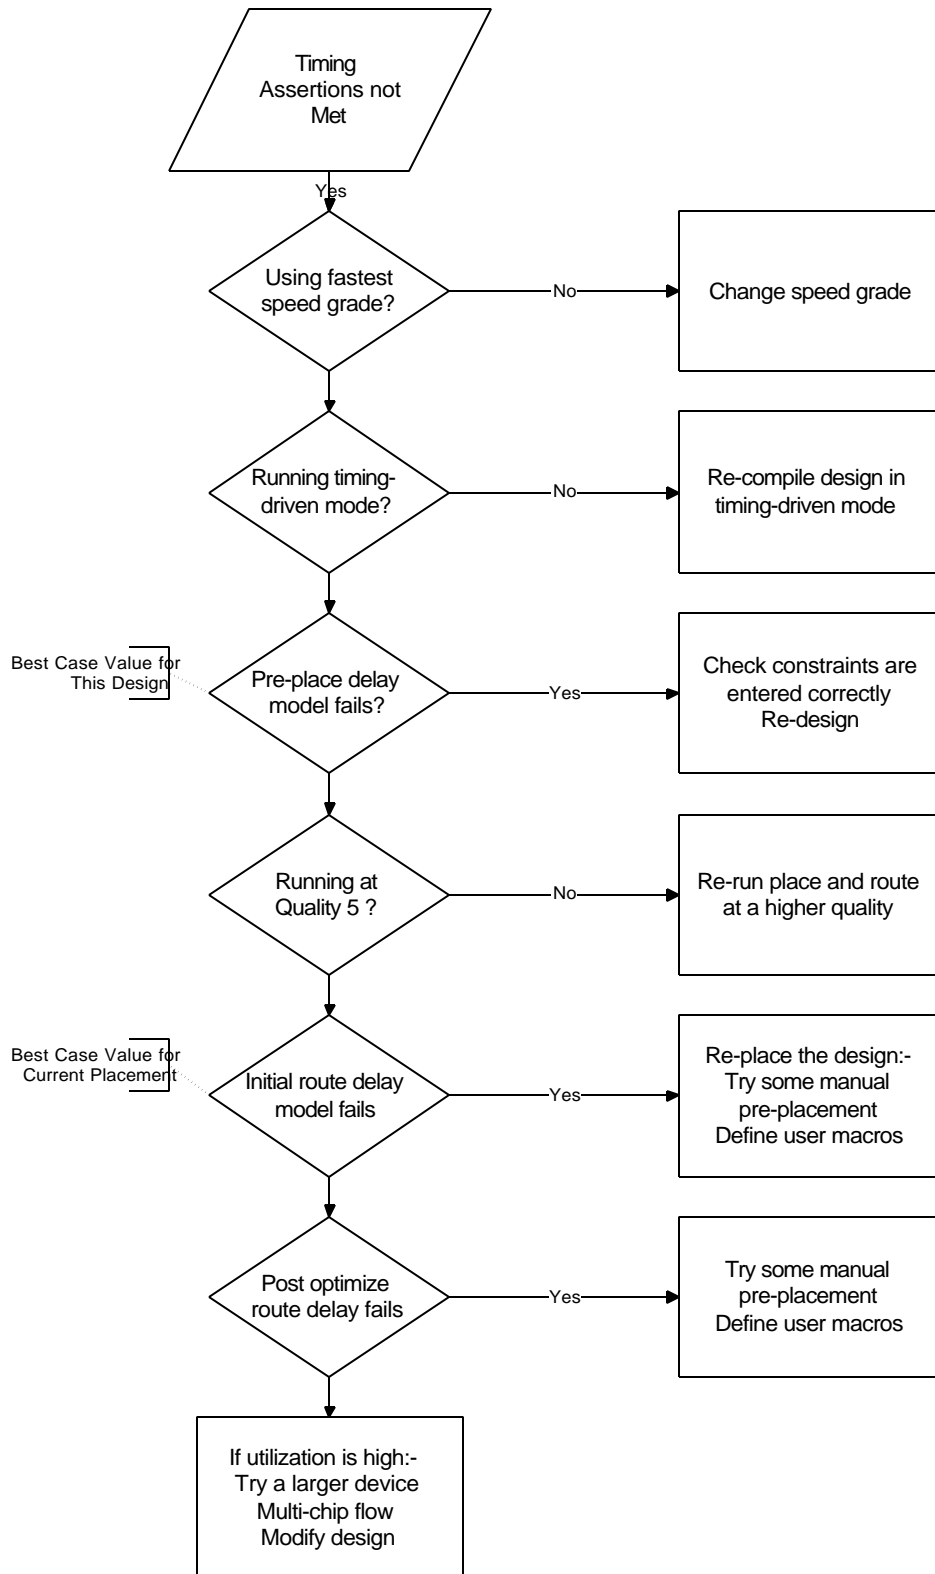 Timing
Assertions not
Met
Yes
Using fastest
speed grade?
No
Change speed grade
Running timing-
driven mode?
No
Re-compile design in
timing-driven mode
Best Case Value for
This Design
Pre-place delay
model fails?
Yes
Check constraints are
entered correctly
Re-design
Running at
Quality 5 ?
No
Re-run place and route
at a higher quality
Best Case Value for
Current Placement
Initial route delay
model fails
Yes
Re-place the design:-
Try some manual
pre-placement
Define user macros
Post optimize
route delay fails
Yes
Try some manual
pre-placement
Define user macros
If utilization is high:-
Try a larger device
Multi-chip flow
Modify design